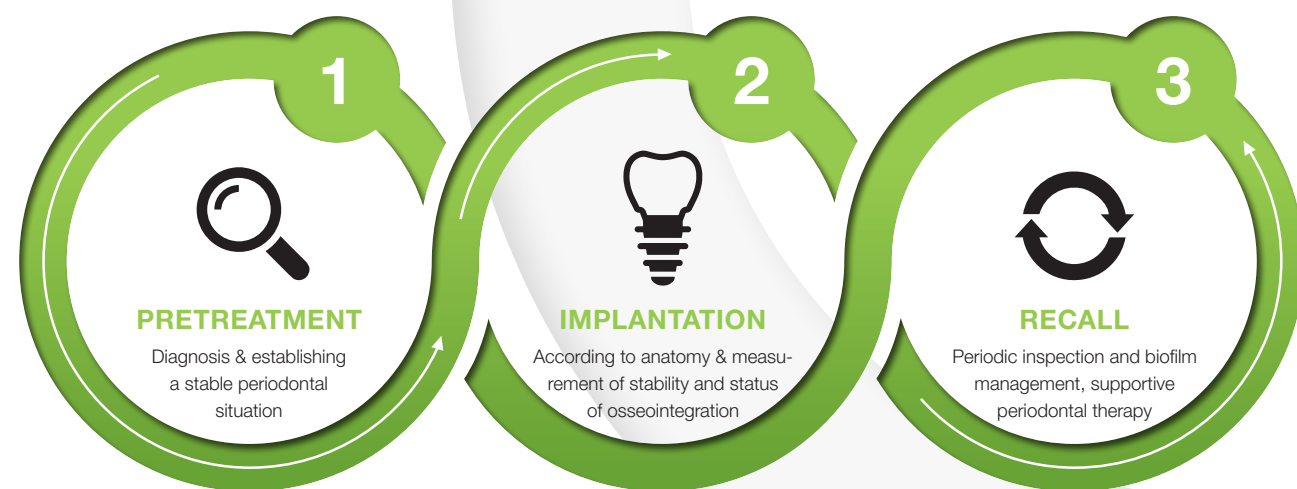 1
PRETREATMENT
Diagnosis & establishing
a stable periodontal
situation
2
IMPLANTATION
According to anatomy & measu-
rement of stability and status
of osseointegration
3
RECALL
Periodic inspection and biofilm
management, supportive
periodontal therapy